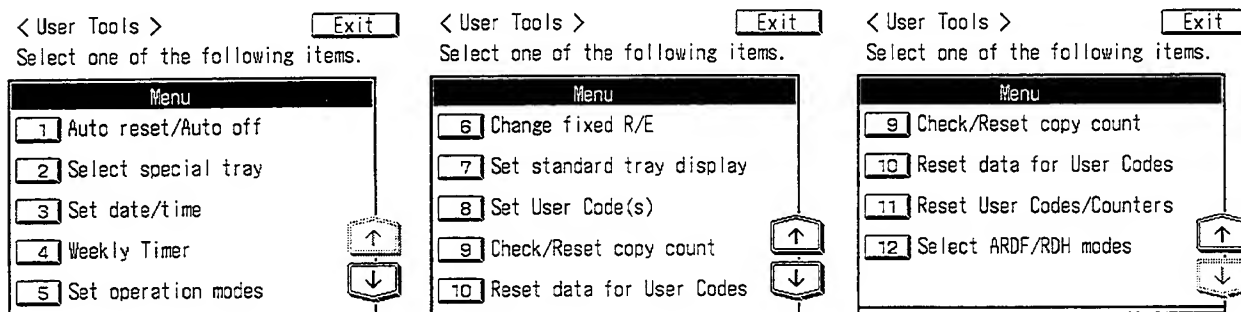 < User Tools > Exit
Select one of the following items.
Menu
1 Auto reset/Auto off
2 Select special tray
3 Set date/time
4 Weekly Timer
5 Set operation modes
↑
↓
< User Tools > Exit
Select one of the following items.
Menu
6 Change fixed R/E
7 Set standard tray display
8 Set User Code(s)
9 Check/Reset copy count
10 Reset data for User Codes
↑
↓
< User Tools > Exit
Select one of the following items.
Menu
9 Check/Reset copy count
10 Reset data for User Codes
11 Reset User Codes/Counters
12 Select ARDF/RDH modes
↑
↓